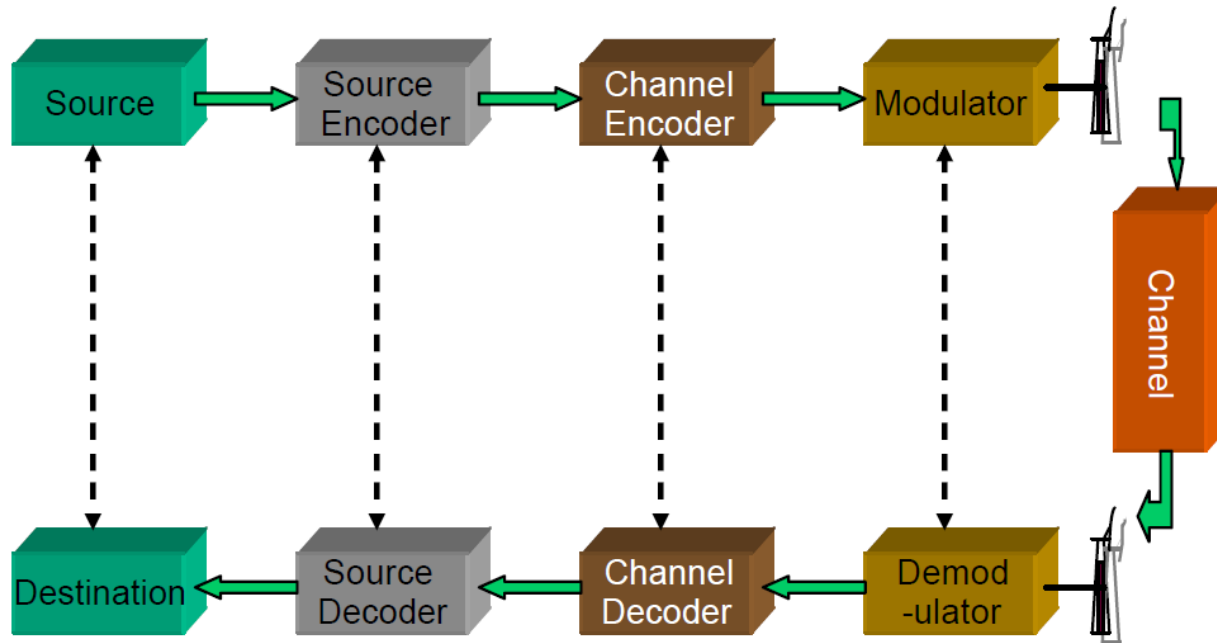 Source
Source
Encoder
Channel
Encoder
Modulator
Channel
Destination
Source
Decoder
Channel
Decoder
Demod
-ulator